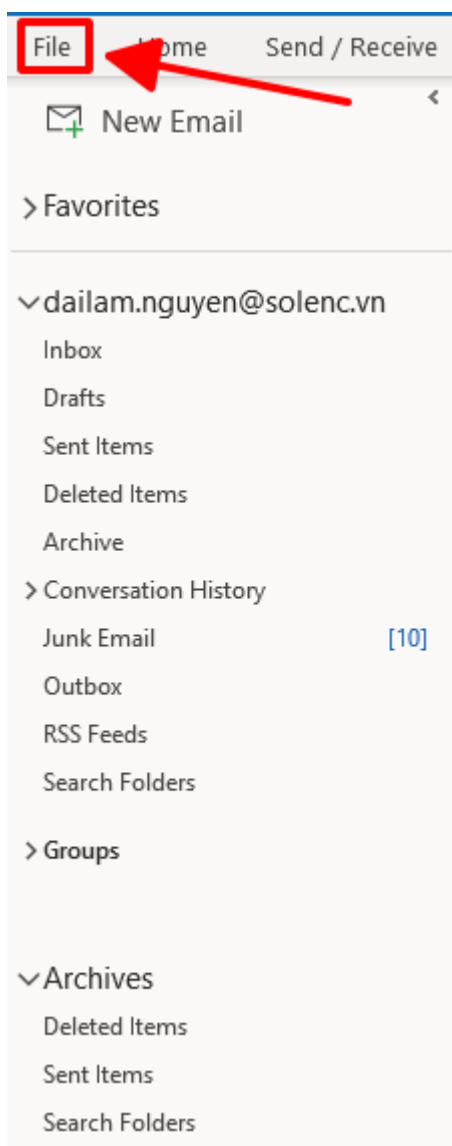 File Home Send / Receive
New Email
Favorites
dailam.nguyen@solenc.vn
Inbox
Drafts
Sent Items
Deleted Items
Archive
Conversation History
Junk Email [10]
Outbox
RSS Feeds
Search Folders
Groups
Archives
Deleted Items
Sent Items
Search Folders